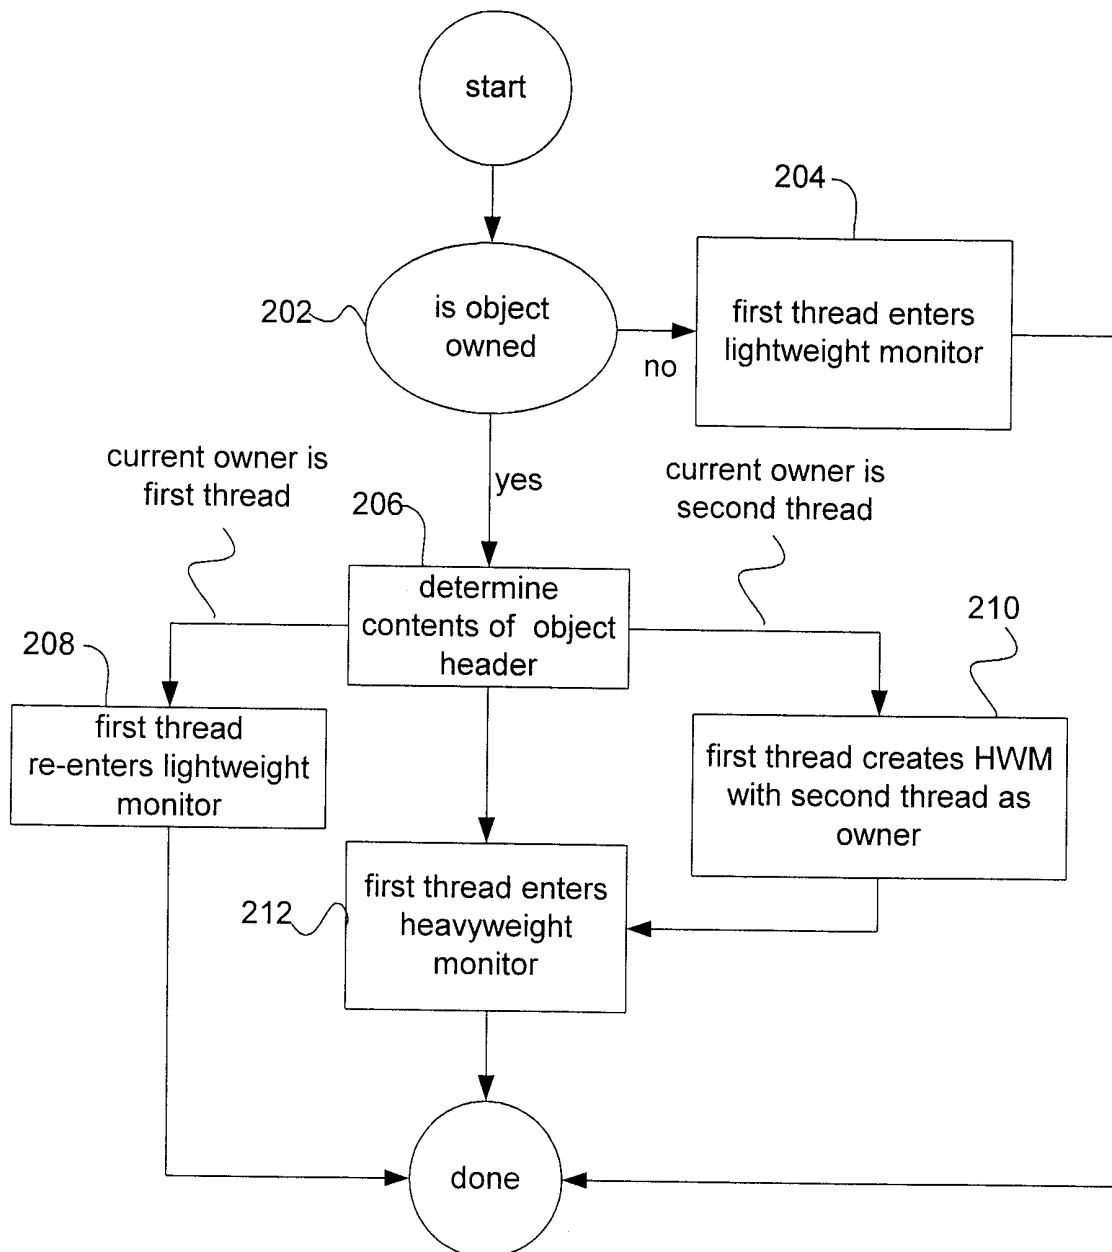 start
204
202
is object
owned
no
first thread enters
lightweight monitor
yes
current owner is
first thread
current owner is
second thread
206
determine
contents of object
header
208
210
first thread
re-enters lightweight
monitor
first thread creates HWM
with second thread as
owner
212
first thread enters
heavyweight
monitor
done